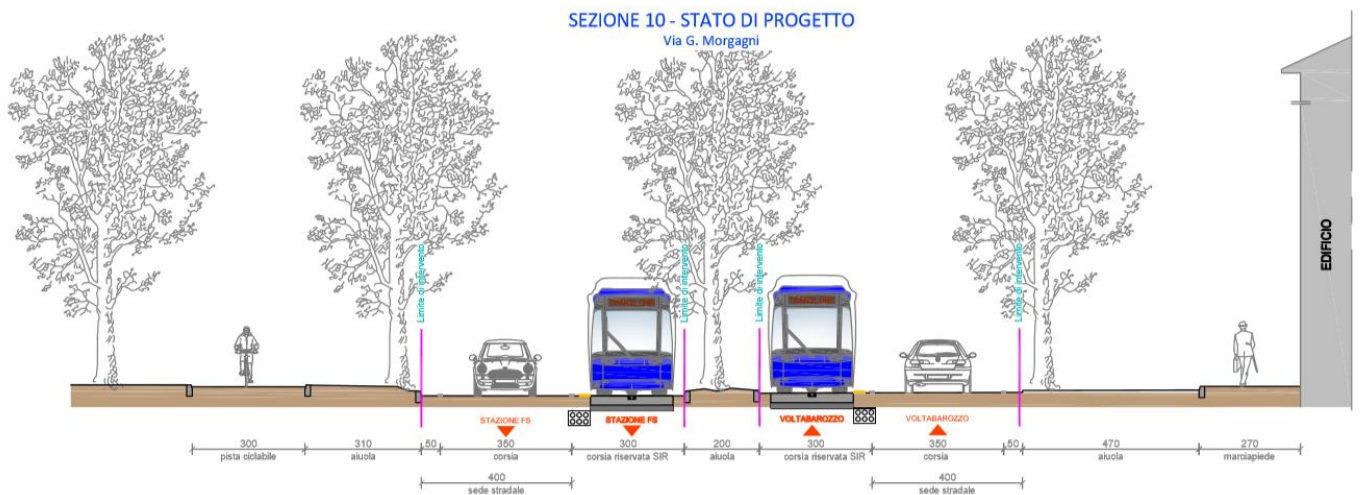 SEZIONE 10 - STATO DI PROGETTO
Via G. Morgagni
Limite di intervento
Limite di intervento
Limite di intervento
Limite di intervento
EDIFICIO
STAZIONE FS
STAZIONE FS
VOLTABAROZZO
VOLTABAROZZO
300 310 50 350 300 200 300 350 50 470 270
pista ciclabile aiuola corsia corsia riservata SIR aiuola corsia riservata SIR corsia aiuola marciapiede
400 400
sede stradale sede stradale